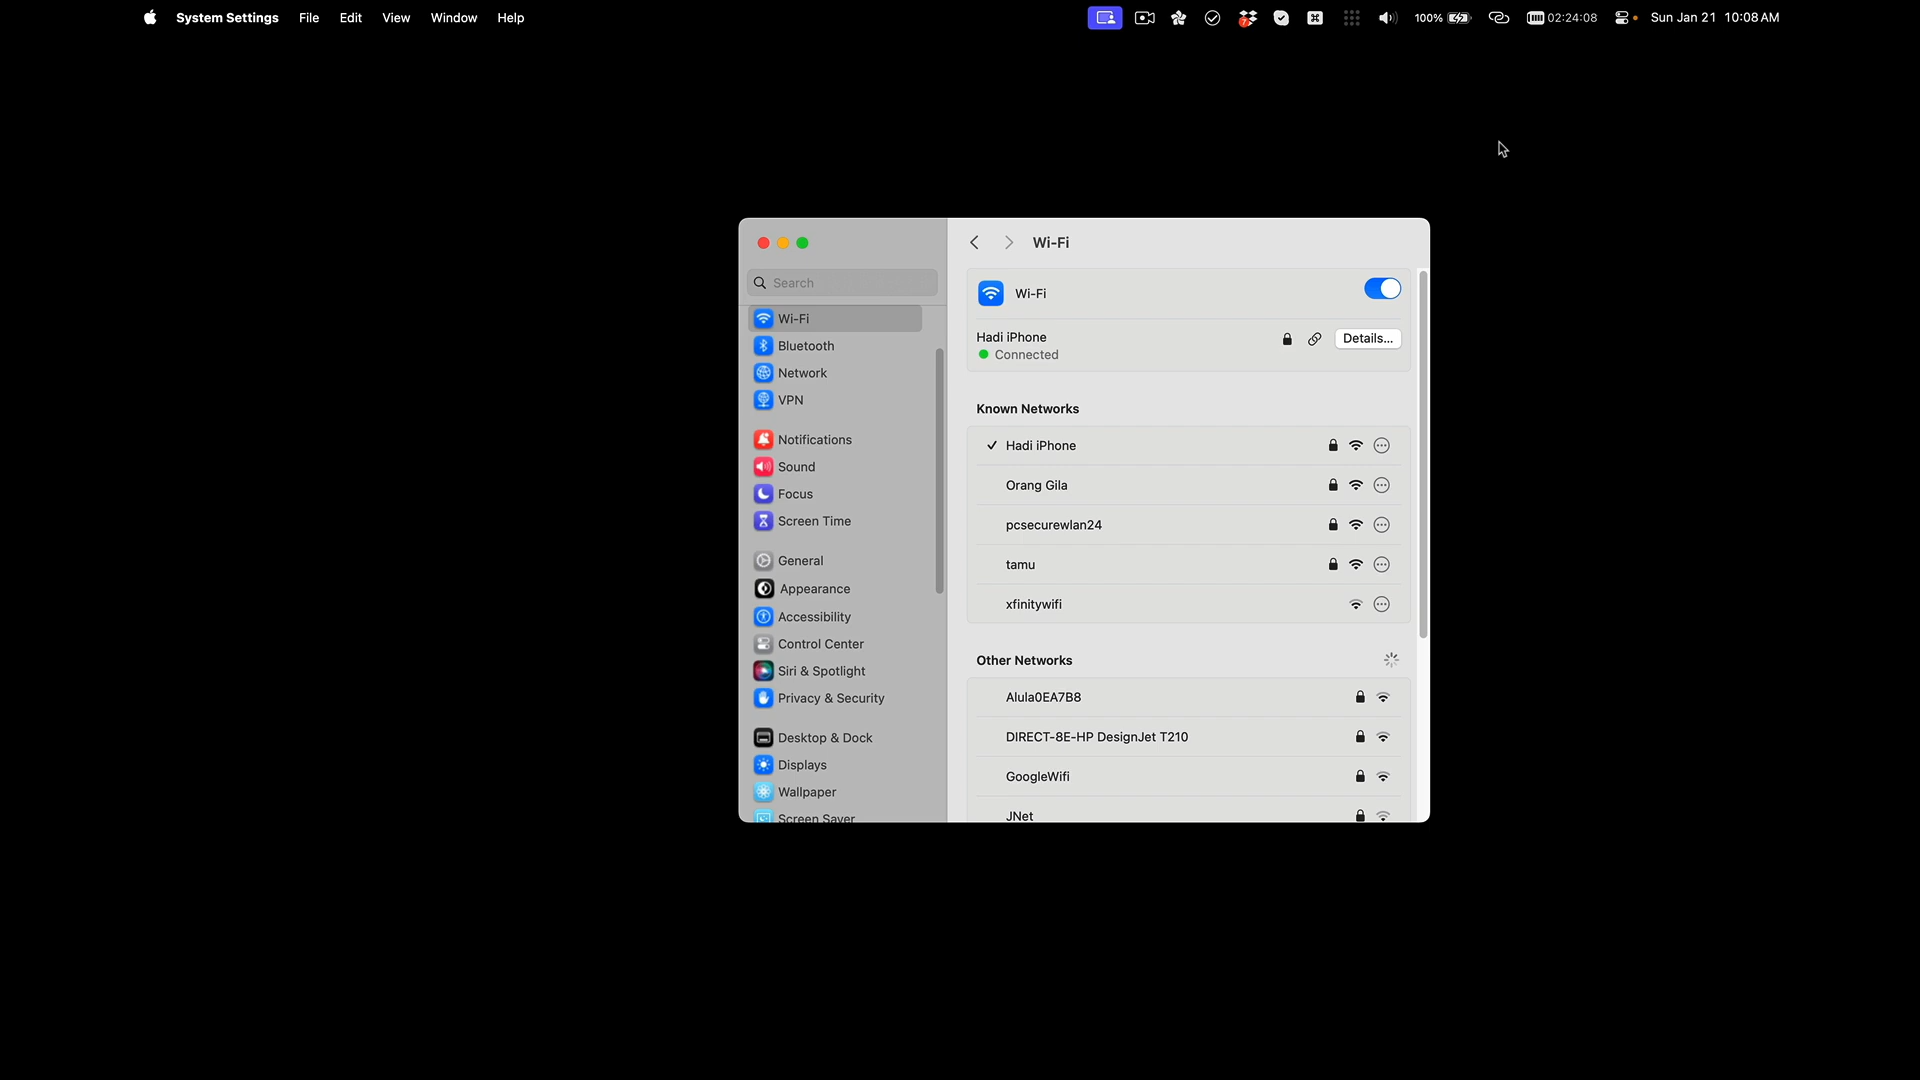 System Settings File Edit View Window Help
7 100% 02:24:08 Sun Jan 21 10:08 AM
Wi-Fi
Search
Wi-Fi
Bluetooth
Network
VPN
Notifications
Sound
Focus
Screen Time
General
Appearance
Accessibility
Control Center
Siri & Spotlight
Privacy & Security
Desktop & Dock
Displays
Wallpaper
Screen Saver
Wi-Fi
Hadi iPhone
Connected
Details...
Known Networks
Hadi iPhone
Orang Gila
pcsecurewlan24
tamu
xfinitywifi
Other Networks
Alula0EA7B8
DIRECT-8E-HP DesignJet T210
GoogleWifi
JNet